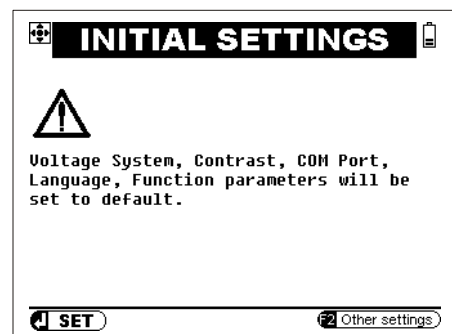 INITIAL SETTINGS
Voltage System, Contrast, COM Port,
Language, Function parameters will be
set to default.
SET
F2 Other settings